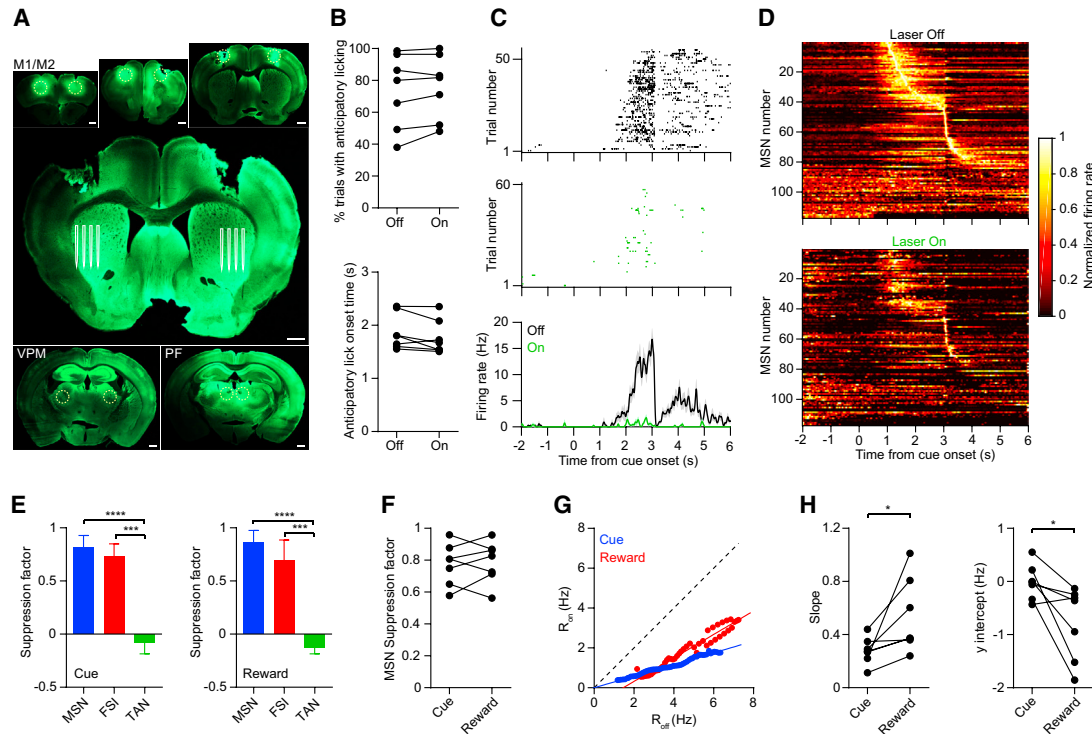 A
M1/M2
VPM
PF
B
% trials with anticipatory licking
100
80
60
40
20
0
Off
On
Anticipatory lick onset time (s)
3
2
1
0
Off
On
C
Trial number
50
1
Trial number
60
1
Firing rate (Hz)
20
15
10
5
0
Off
On
-2
-1
0
1
2
3
4
5
6
Time from cue onset (s)
D
Laser Off
MSN number
20
40
60
80
100
Laser On
MSN number
20
40
60
80
100
-2
-1
0
1
2
3
4
5
6
Time from cue onset (s)
1
0.8
0.6
0.4
0.2
0
Normalized firing rate
E
Suppression factor
1
0.5
0
-0.5
****
***
Cue
MSN
FSI
TAN
Suppression factor
1
0.5
0
-0.5
****
***
Reward
MSN
FSI
TAN
F
MSN Suppression factor
1.0
0.8
0.6
0.4
0.2
0
Cue
Reward
G
Ron (Hz)
8
6
4
2
0
Cue
Reward
0
2
4
6
8
Roff (Hz)
H
Slope
1.2
0.8
0.4
0
*
Cue
Reward
y intercept (Hz)
1
0
-1
-2
*
Cue
Reward